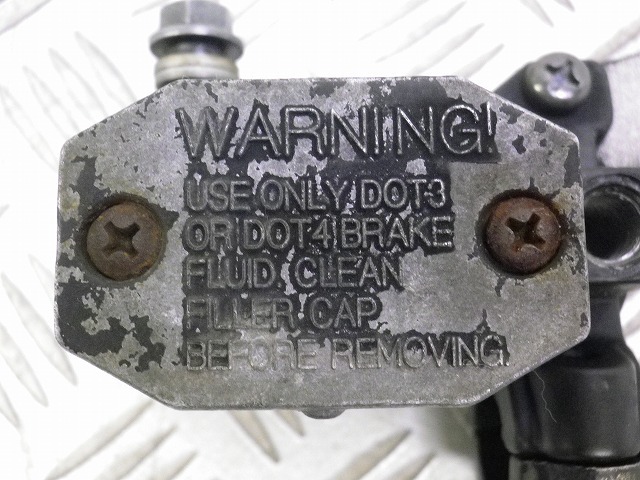 WARNING!
USE ONLY DOT3
OR DOT4 BRAKE
FLUID. CLEAN
FILLER CAP
BEFORE REMOVING.